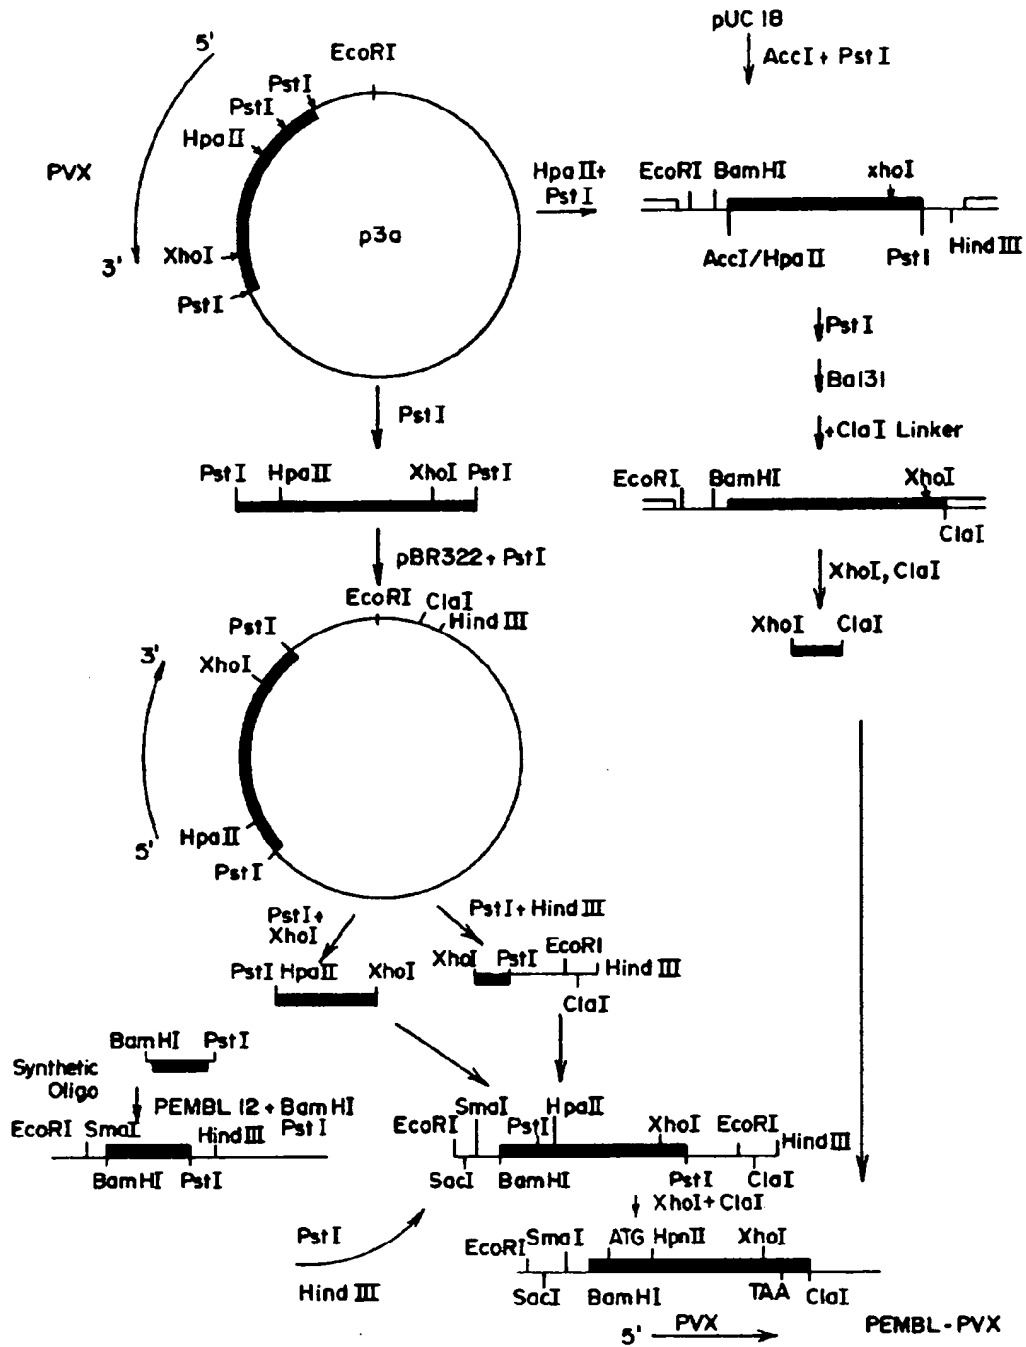 pUC 18
AccI + PstI
5'
EcoRI
PstI
PstI
HpaII
PVX
p3a
XhoI
3'
PstI
HpaII+
PstI
EcoRI BamHI xhoI
AccI/HpaII PstI HindIII
PstI
Bal31
+ClaI Linker
PstI
PstI HpaII XhoI PstI
EcoRI BamHI XhoI
ClaI
pBR322+ PstI
XhoI, ClaI
XhoI ClaI
EcoRI ClaI
HindIII
PstI
XhoI
3'
HpaII
5'
PstI
PstI+
XhoI
PstI+HindIII
PstI HpaII XhoI
XhoI PstI EcoRI HindIII
ClaI
BamHI PstI
Synthetic
Oligo
PEMBL 12 + BamHI
PstI
EcoRI SmaI HindIII
BamHI PstI
SmaI HpaII
EcoRI PstI XhoI EcoRI HindIII
SacI BamHI PstI ClaI
XhoI+ClaI
PstI
HindIII
EcoRI SmaI ATG HpnII XhoI
SacI BamHI TAA ClaI
5' PVX
PEMBL-PVX